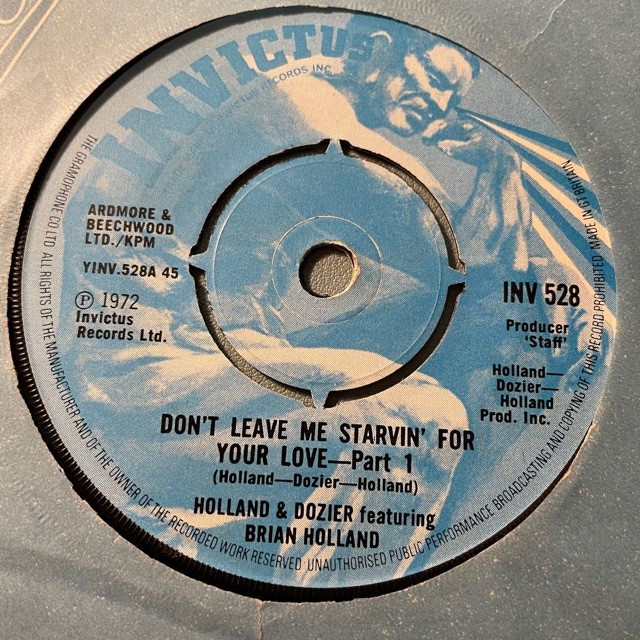 INVICTUS
INVICTUS RECORDS INC.
ARDMORE &
BEECHWOOD
LTD./KPM
YINV.528A 45
Ⓟ 1972
Invictus
Records Ltd.
INV 528
Producer
'Staff'
Holland—
Dozier—
Holland
Prod. Inc.
DON'T LEAVE ME STARVIN' FOR
YOUR LOVE—Part 1
(Holland—Dozier—Holland)
HOLLAND & DOZIER featuring
BRIAN HOLLAND
THE GRAMOPHONE CO.LTD ALL RIGHTS OF THE MANUFACTURER AND OF THE OWNER OF THE RECORDED WORK RESERVED UNAUTHORISED PUBLIC PERFORMANCE BROADCASTING AND COPYING OF THIS RECORD PROHIBITED MADE IN GT BRITAIN